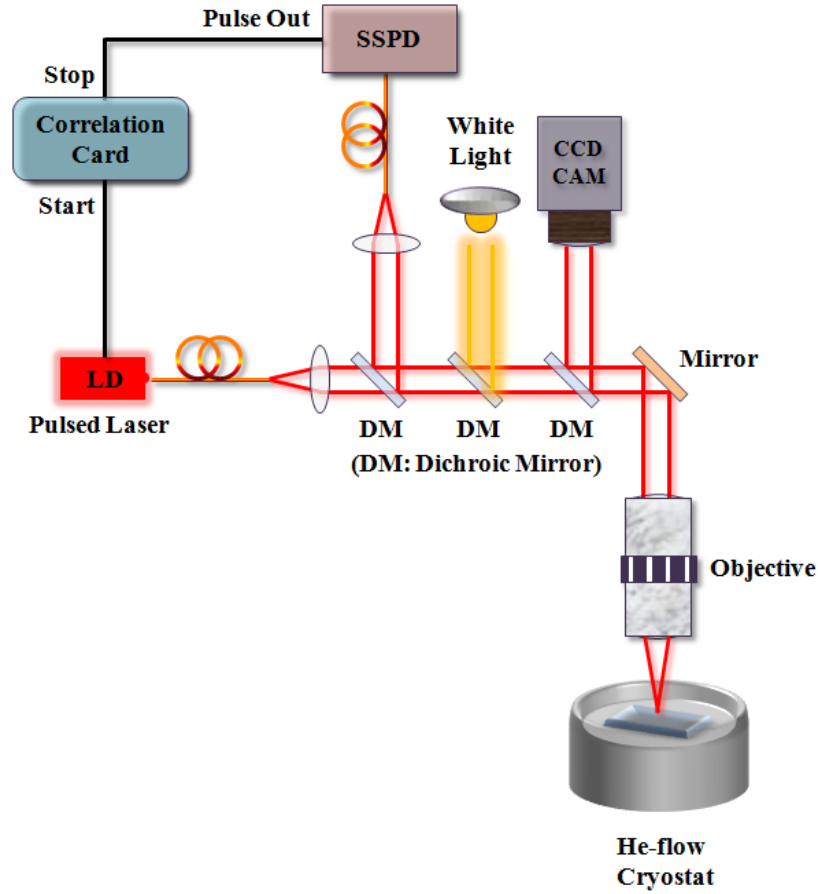 Pulse Out
SSPD
Stop
Correlation
Card
Start
White
Light
CCD
CAM
LD
Pulsed Laser
Mirror
DM
DM
DM
(DM: Dichroic Mirror)
Objective
He-flow
Cryostat